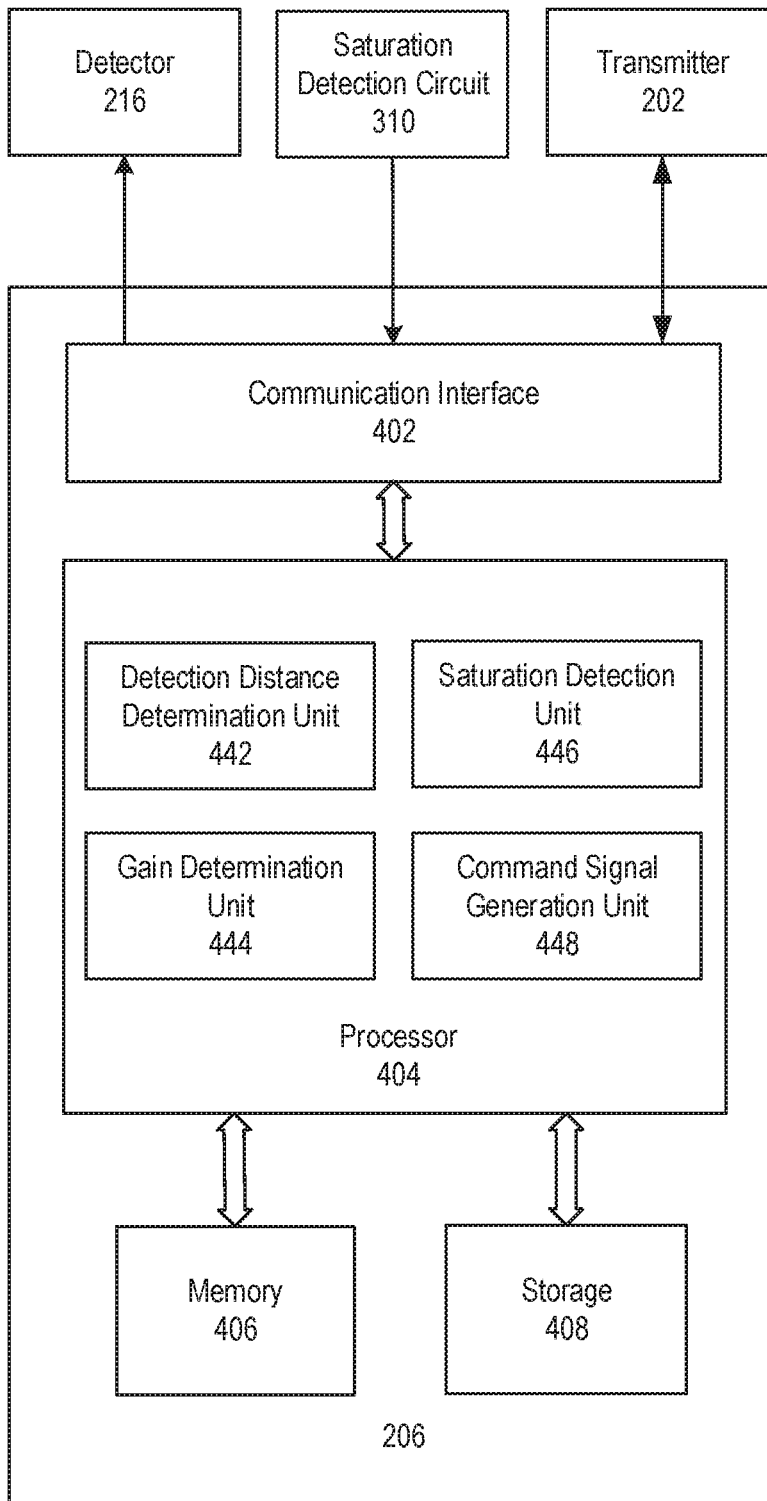 Detector
216
Saturation
Detection Circuit
310
Transmitter
202
Communication Interface
402
Detection Distance
Determination Unit
442
Saturation Detection
Unit
446
Gain Determination
Unit
444
Command Signal
Generation Unit
448
Processor
404
Memory
406
Storage
408
206